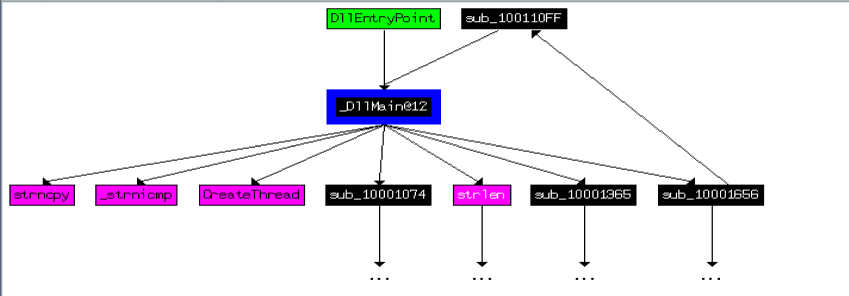 DllEntryPoint
sub_100110FF
_DllMain@12
strncpy
_strnicmp
CreateThread
sub_10001074
strlen
sub_10001365
sub_10001656
...
...
...
...